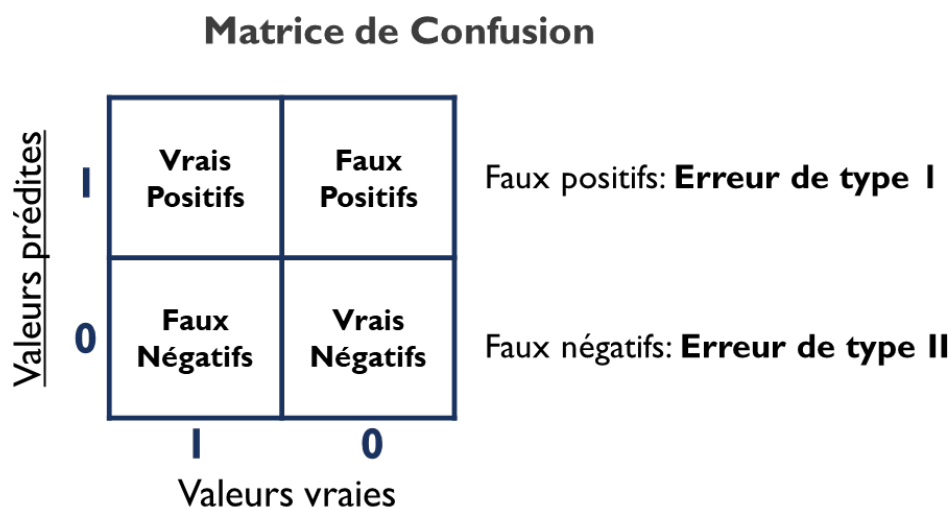 Matrice de Confusion
Valeurs prédites
1
Vrais
Positifs
Faux
Positifs
Faux positifs: Erreur de type I
0
Faux
Négatifs
Vrais
Négatifs
Faux négatifs: Erreur de type II
1
0
Valeurs vraies